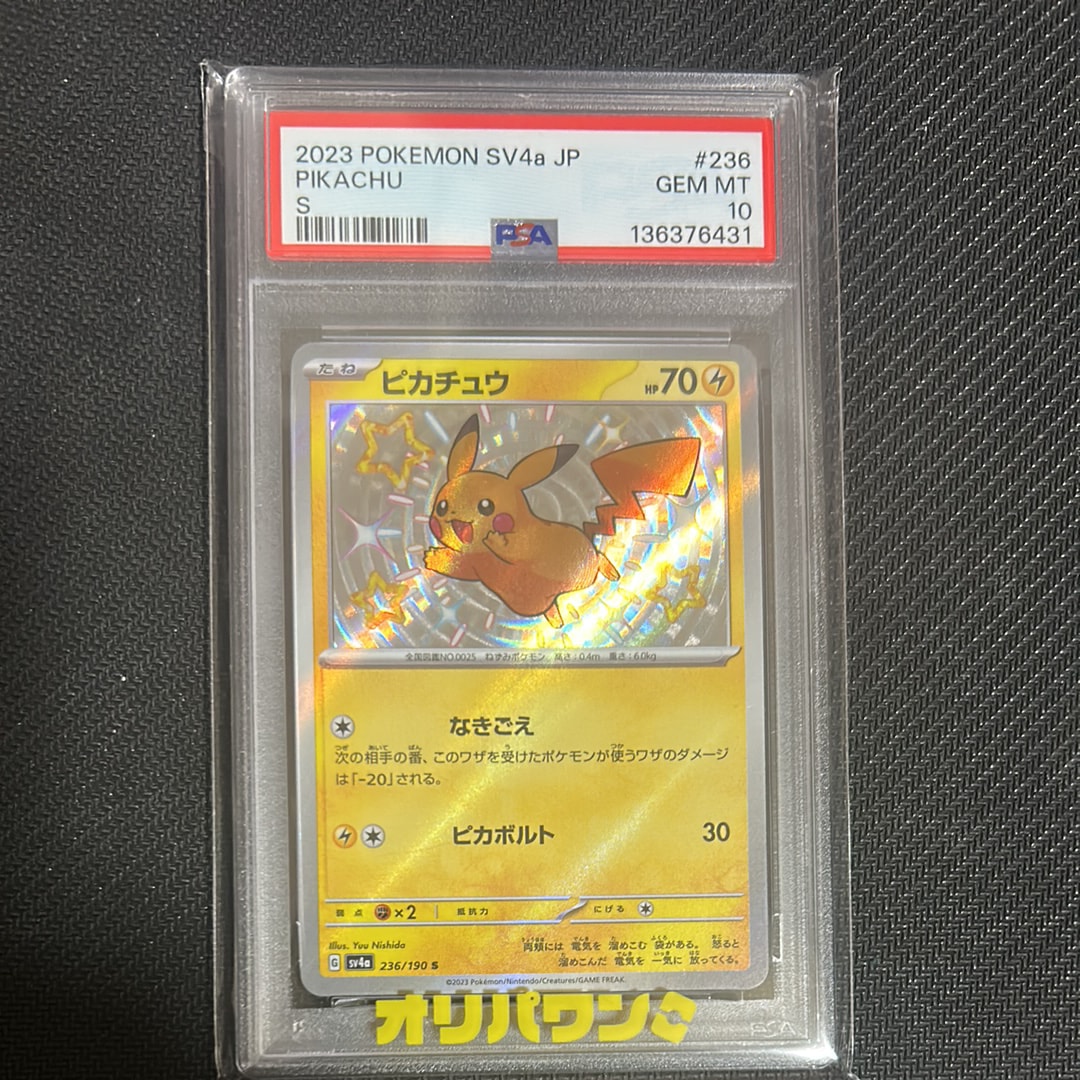 2023 POKEMON SV4a JP #236
PIKACHU GEM MT
S 10
PSA 136376431
たね ピカチュウ HP70
全国図鑑NO.0025 ねずみポケモン 高さ:0.4m 重さ:6.0kg
なきごえ
次の相手の番、このワザを受けたポケモンが使うワザのダメージ
は「-20」される。
ピカボルト 30
弱点 ×2 抵抗力 にげる
Illus. Yuu Nishida
両頬には 電気を 溜めこむ 袋がある。 怒ると
溜めこんだ 電気を 一気に 放ってくる。
G sv4a 236/190 S
©2023 Pokémon/Nintendo/Creatures/GAME FREAK.
オリパワン
PSA